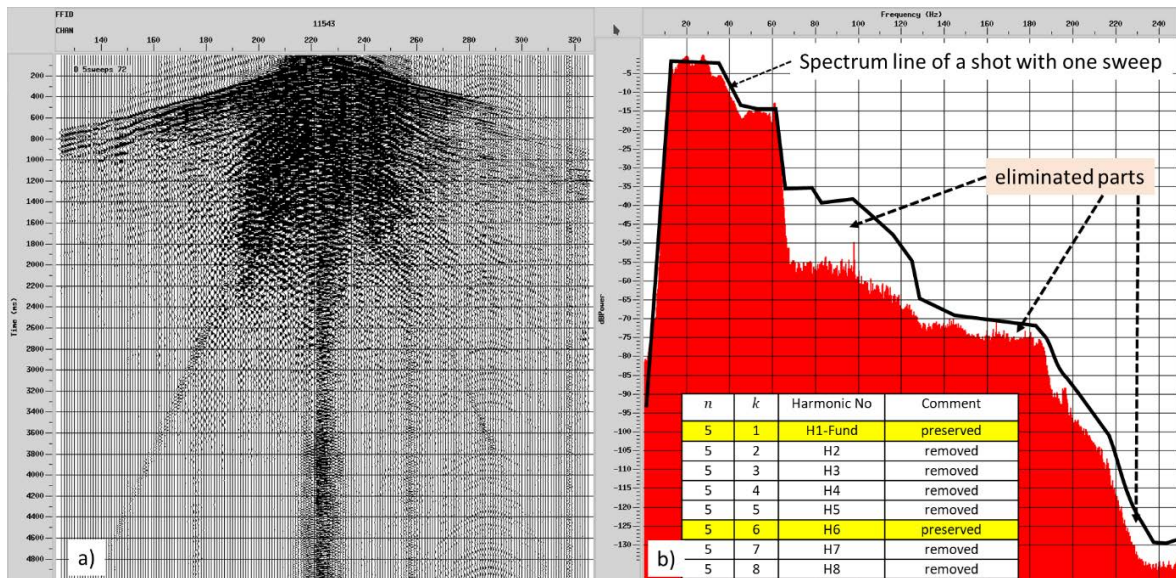 FFID
11543
CHAN
140 160 180 200 220 240 260 280 300 320
0 5sweeps 72
200
400
600
800
1000
1200
1400
1600
1800
2000
2200
2400
2600
2800
3000
3200
3400
3600
3800
4000
4200
4400
4600
4800
Time (ms)
a)
Frequency (Hz)
20 40 60 80 100 120 140 160 180 200 220 240
-5
-10
-15
-20
-25
-30
-35
-40
-45
-50
-55
-60
-65
-70
-75
-80
-85
-90
-95
-100
-105
-110
-115
-120
-125
-130
dBPower
Spectrum line of a shot with one sweep
eliminated parts
n k Harmonic No Comment
5 1 H1-Fund preserved
5 2 H2 removed
5 3 H3 removed
5 4 H4 removed
5 5 H5 removed
5 6 H6 preserved
5 7 H7 removed
5 8 H8 removed
b)